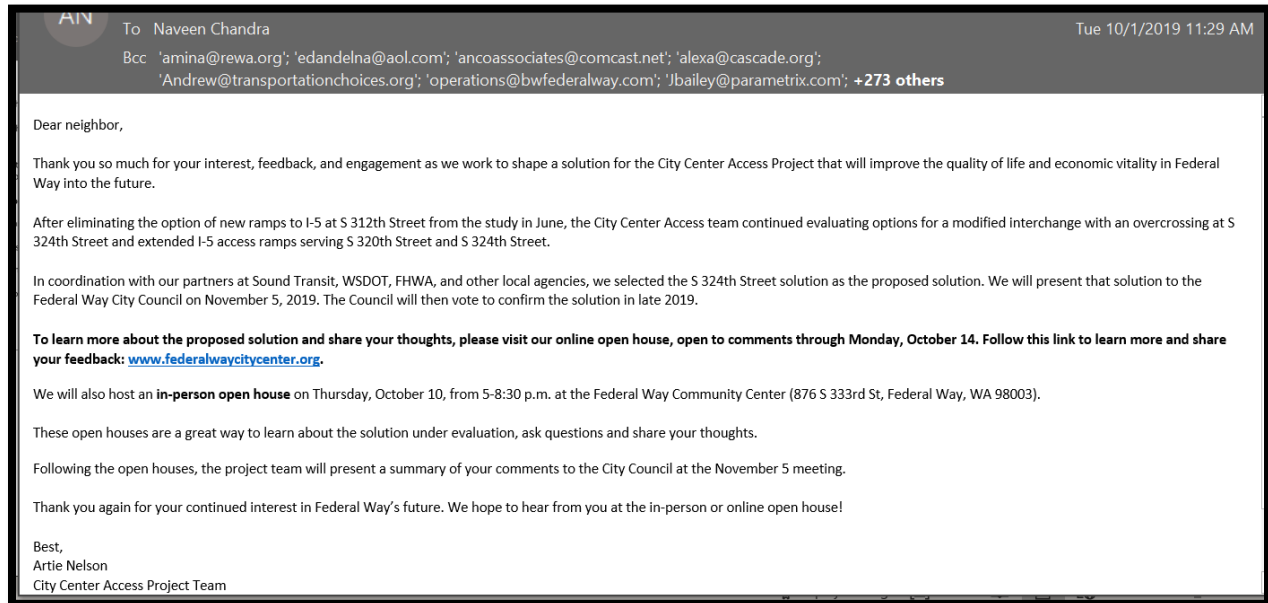 AN
To Naveen Chandra
Tue 10/1/2019 11:29 AM
Bcc 'amina@rewa.org'; 'edandelna@aol.com'; 'ancoassociates@comcast.net'; 'alexa@cascade.org';
'Andrew@transportationchoices.org'; 'operations@bwfederalway.com'; 'Jbailey@parametrix.com'; +273 others
Dear neighbor,
Thank you so much for your interest, feedback, and engagement as we work to shape a solution for the City Center Access Project that will improve the quality of life and economic vitality in Federal
Way into the future.
After eliminating the option of new ramps to I-5 at S 312th Street from the study in June, the City Center Access team continued evaluating options for a modified interchange with an overcrossing at S
324th Street and extended I-5 access ramps serving S 320th Street and S 324th Street.
In coordination with our partners at Sound Transit, WSDOT, FHWA, and other local agencies, we selected the S 324th Street solution as the proposed solution. We will present that solution to the
Federal Way City Council on November 5, 2019. The Council will then vote to confirm the solution in late 2019.
To learn more about the proposed solution and share your thoughts, please visit our online open house, open to comments through Monday, October 14. Follow this link to learn more and share
your feedback: www.federalwaycitycenter.org.
We will also host an in-person open house on Thursday, October 10, from 5-8:30 p.m. at the Federal Way Community Center (876 S 333rd St, Federal Way, WA 98003).
These open houses are a great way to learn about the solution under evaluation, ask questions and share your thoughts.
Following the open houses, the project team will present a summary of your comments to the City Council at the November 5 meeting.
Thank you again for your continued interest in Federal Way's future. We hope to hear from you at the in-person or online open house!
Best,
Artie Nelson
City Center Access Project Team